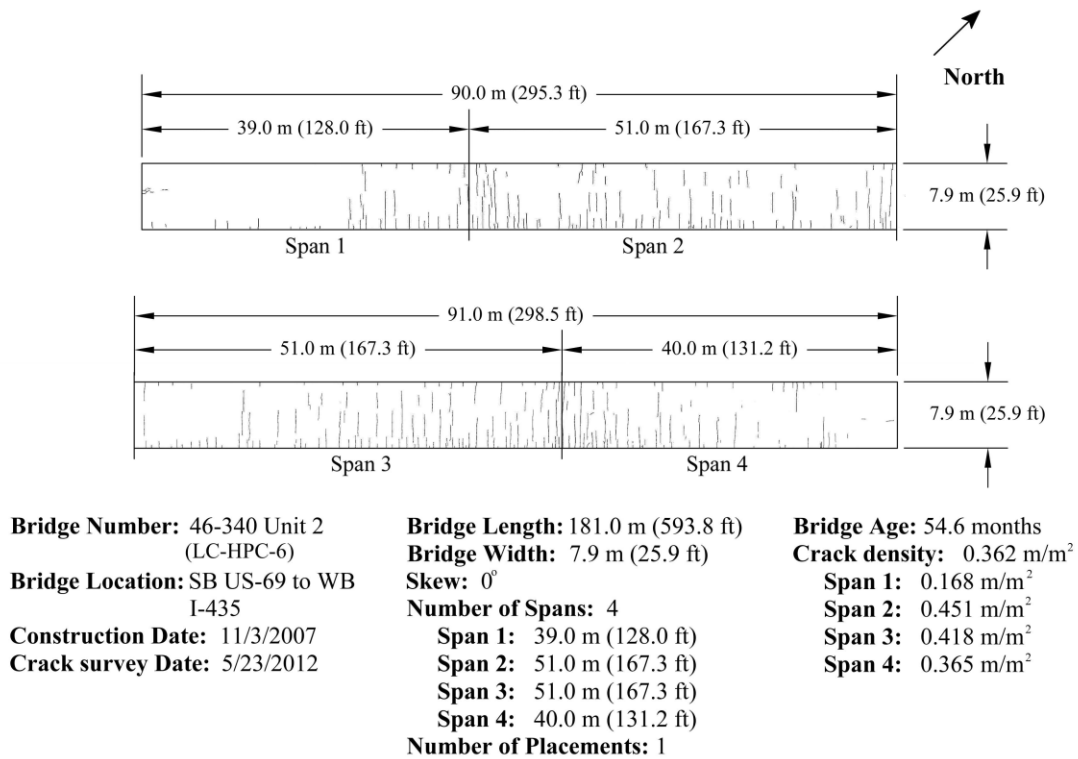 North
90.0 m (295.3 ft)
39.0 m (128.0 ft)
51.0 m (167.3 ft)
7.9 m (25.9 ft)
Span 1
Span 2
91.0 m (298.5 ft)
51.0 m (167.3 ft)
40.0 m (131.2 ft)
7.9 m (25.9 ft)
Span 3
Span 4
Bridge Number: 46-340 Unit 2
(LC-HPC-6)
Bridge Location: SB US-69 to WB
I-435
Construction Date: 11/3/2007
Crack survey Date: 5/23/2012
Bridge Length: 181.0 m (593.8 ft)
Bridge Width: 7.9 m (25.9 ft)
Skew: 0°
Number of Spans: 4
Span 1: 39.0 m (128.0 ft)
Span 2: 51.0 m (167.3 ft)
Span 3: 51.0 m (167.3 ft)
Span 4: 40.0 m (131.2 ft)
Number of Placements: 1
Bridge Age: 54.6 months
Crack density: 0.362 m/m²
Span 1: 0.168 m/m²
Span 2: 0.451 m/m²
Span 3: 0.418 m/m²
Span 4: 0.365 m/m²